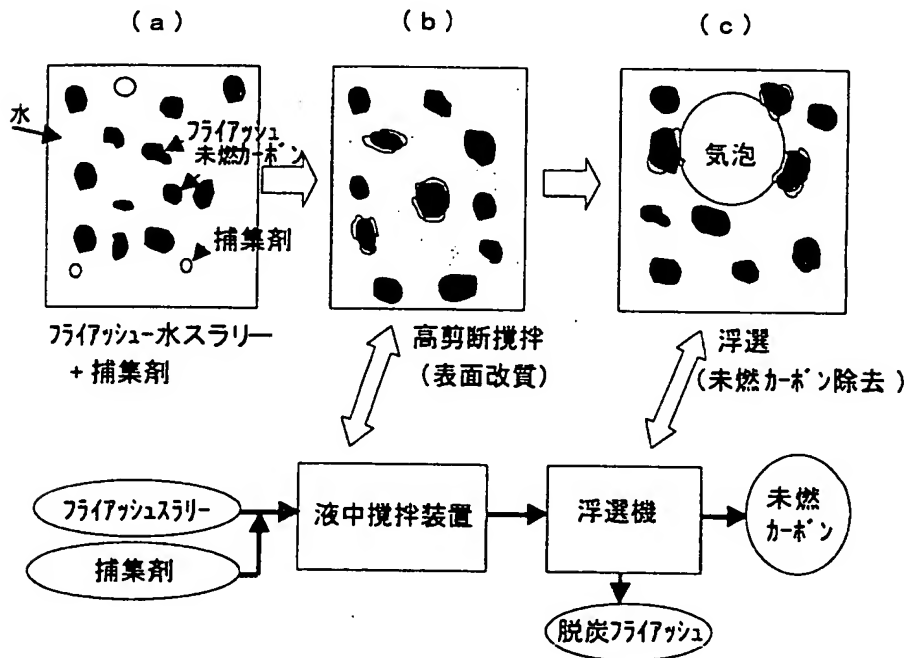 (a)
(b)
(c)
水
ﾌﾗｲｱｯｼｭ
未燃ｶｰﾎﾞﾝ
捕集剤
気泡
ﾌﾗｲｱｯｼｭｰ水スラリー
+ 捕集剤
高剪断撹拌
(表面改質)
浮選
(未燃ｶｰﾎﾞﾝ除去 )
ﾌﾗｲｱｯｼｭスラリー
捕集剤
液中撹拌装置
浮選機
未燃
ｶｰﾎﾞﾝ
脱炭ﾌﾗｲｱｯｼｭ